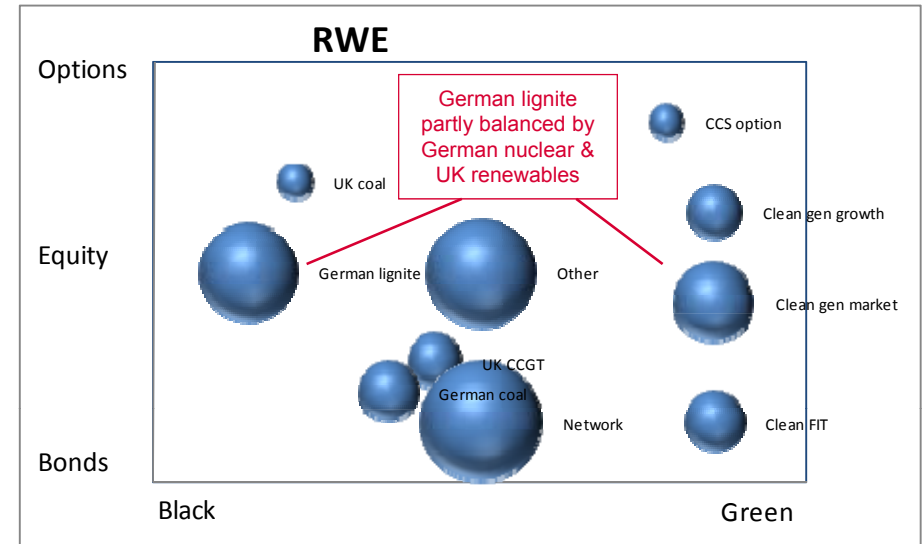 RWE
Options
German lignite
partly balanced by
German nuclear &
UK renewables
CCS option
UK coal
Clean gen growth
Equity
German lignite
Other
Clean gen market
UK CCGT
German coal
Network
Clean FIT
Bonds
Black
Green